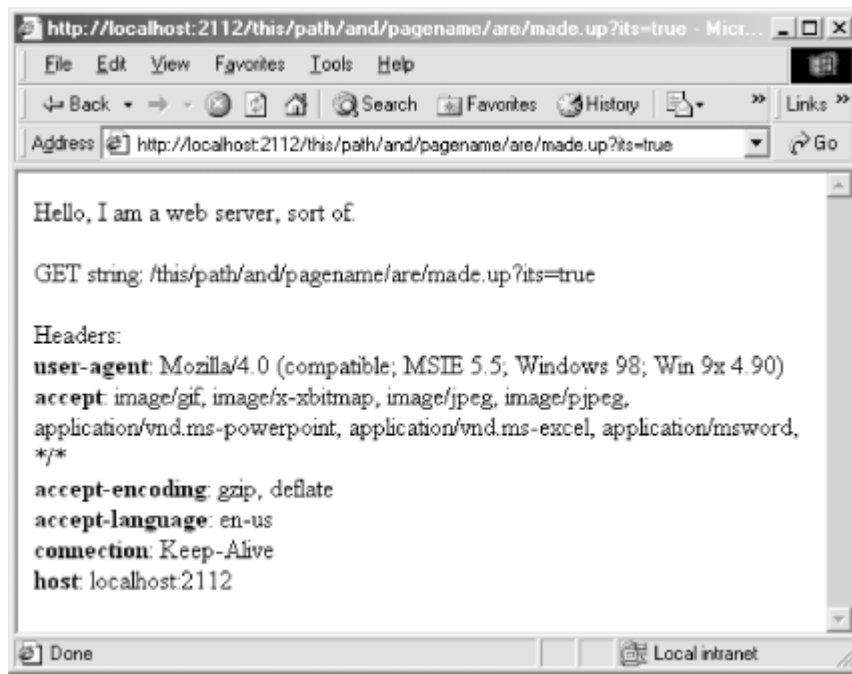 http://localhost:2112/this/path/and/pagename/are/made.up?its=true - Micr...
File Edit View Favorites Tools Help
Back Search Favorites History » Links »
Address http://localhost:2112/this/path/and/pagename/are/made.up?its=true Go
Hello, I am a web server, sort of.
GET string: /this/path/and/pagename/are/made.up?its=true
Headers:
user-agent: Mozilla/4.0 (compatible; MSIE 5.5; Windows 98; Win 9x 4.90)
accept: image/gif, image/x-xbitmap, image/jpeg, image/pjpeg,
application/vnd.ms-powerpoint, application/vnd.ms-excel, application/msword,
*/*
accept-encoding: gzip, deflate
accept-language: en-us
connection: Keep-Alive
host: localhost:2112
Done Local intranet